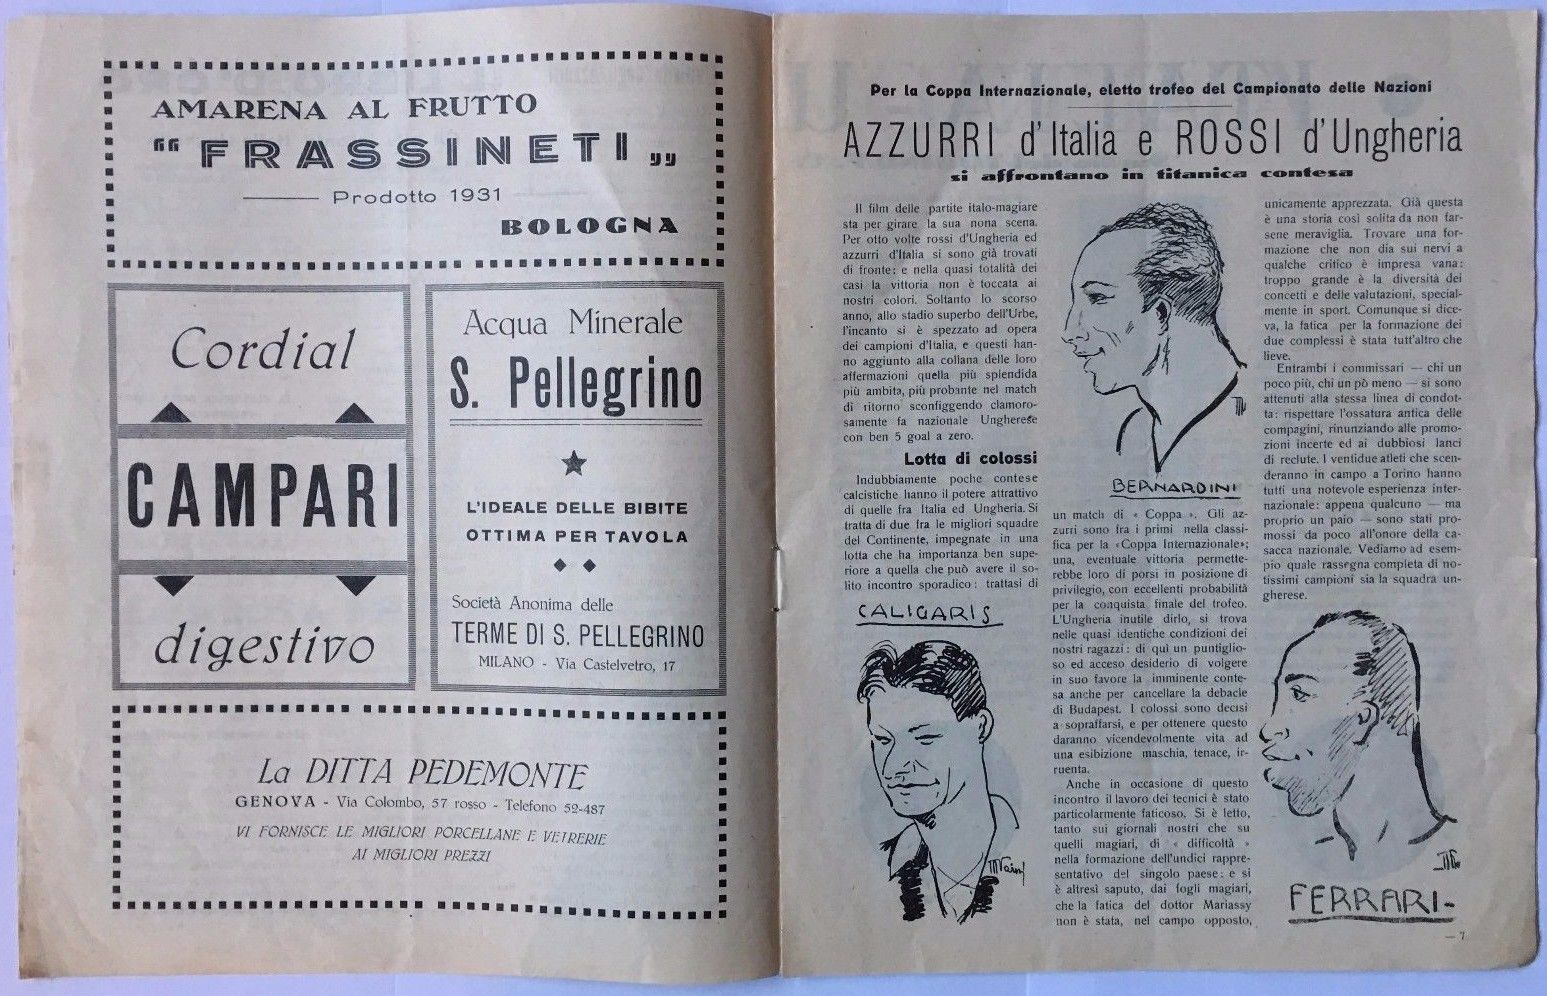 AMARENA AL FRUTTO
"FRASSINETI„
Prodotto 1931
BOLOGNA
Cordial
CAMPARI
digestivo
Acqua Minerale
S. Pellegrino
L'IDEALE DELLE BIBITE
OTTIMA PER TAVOLA
Società Anonima delle
TERME DI S. PELLEGRINO
MILANO - Via Castelvetro, 17
La DITTA PEDEMONTE
GENOVA - Via Colombo, 57 rosso - Telefono 52-487
VI FORNISCE LE MIGLIORI PORCELLANE E VETRERIE
AI MIGLIORI PREZZI
Per la Coppa Internazionale, eletto trofeo del Campionato delle Nazioni
AZZURRI d'Italia e ROSSI d'Ungheria
si affrontano in titanica contesa
Il film delle partite italo-magiare
sta per girare la sua nona scena.
Per otto volte rossi d'Ungheria ed
azzurri d'Italia si sono già trovati
di fronte: e nella quasi totalità dei
casi la vittoria non è toccata ai
nostri colori. Soltanto lo scorso
anno, allo stadio superbo dell'Urbe,
l'incanto si è spezzato ad opera
dei campioni d'Italia, e questi han-
no aggiunto alla collana delle loro
affermazioni quella più splendida
più ambita, più probante nel match
di ritorno sconfiggendo clamoro-
samente fa nazionale Ungherese
con ben 5 goal a zero.
Lotta di colossi
Indubbiamente poche contese
calcistiche hanno il potere attrattivo
di quelle fra Italia ed Ungheria. Si
tratta di due fra le migliori squadre
del Continente, impegnate in una
lotta che ha importanza ben supe-
riore a quella che può avere il so-
lito incontro sporadico: trattasi di
CALIGARIS
BERNARDINI
un match di « Coppa ». Gli az-
zurri sono fra i primi nella classi-
fica per la «Coppa Internazionale»;
una, eventuale vittoria permette-
rebbe loro di porsi in posizione di
privilegio, con eccellenti probabilità
per la conquista finale del trofeo.
L'Ungheria inutile dirlo, si trova
nelle quasi identiche condizioni dei
nostri ragazzi: di qui un puntiglio-
so ed acceso desiderio di volgere
in suo favore la imminente conte-
sa anche per cancellare la debacle
di Budapest. I colossi sono decisi
a sopraffarsi, e per ottenere questo
daranno vicendevolmente vita ad
una esibizione maschia, tenace, ir-
ruenta.
Anche in occasione di questo
incontro il lavoro dei tecnici è stato
particolarmente faticoso. Si è letto,
tanto sui giornali nostri che su
quelli magiari, di « difficoltà »
nella formazione dell'undici rappre-
sentativo del singolo paese: e si
è altresì saputo, dai fogli magiari,
che la fatica del dottor Mariassy
non è stata, nel campo opposto,
unicamente apprezzata. Già questa
è una storia così solita da non far-
sene meraviglia. Trovare una for-
mazione che non dia sui nervi a
qualche critico è impresa vana:
troppo grande è la diversità dei
concetti e delle valutazioni, special-
mente in sport. Comunque si dice-
va, la fatica per la formazione dei
due complessi è stata tutt'altro che
lieve.
Entrambi i commissari — chi un
poco più, chi un pò meno — si sono
attenuti alla stessa linea di condot-
ta: rispettare l'ossatura antica delle
compagini, rinunziando alle promo-
zioni incerte ed ai dubbiosi lanci
di reclute. I ventidue atleti che scen-
deranno in campo a Torino hanno
tutti una notevole esperienza inter-
nazionale: appena qualcuno — ma
proprio un paio — sono stati pro-
mossi da poco all'onore della ca-
sacca nazionale. Vediamo ad esem-
pio quale rassegna completa di no-
tissimi campioni sia la squadra un-
gherese.
FERRARI-
— 7